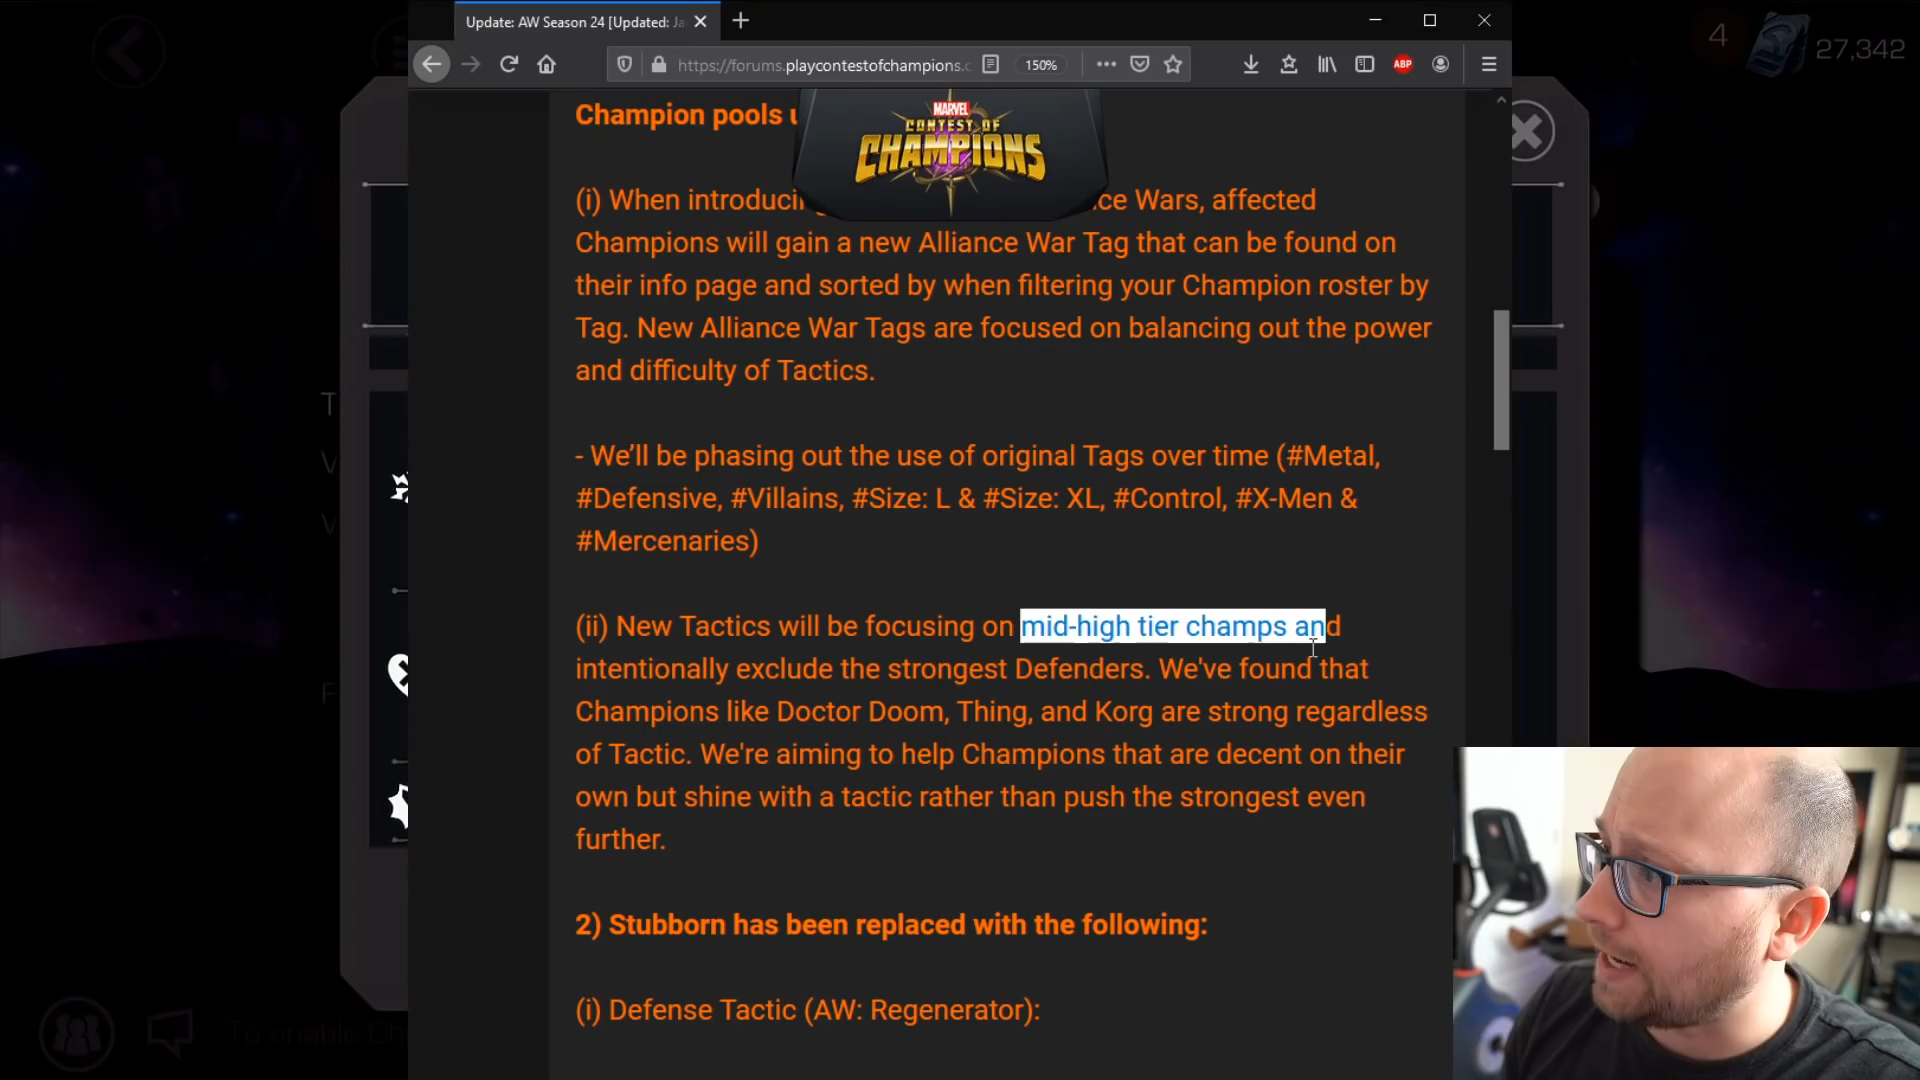 Update: AW Season 24 [Updated: Ja
https://forums.playcontestofchampions.c
150%
ABP
4
27,342
Champion pools u
MARVEL
CONTEST OF
CHAMPIONS
(i) When introducing ce Wars, affected
Champions will gain a new Alliance War Tag that can be found on
their info page and sorted by when filtering your Champion roster by
Tag. New Alliance War Tags are focused on balancing out the power
and difficulty of Tactics.
- We'll be phasing out the use of original Tags over time (#Metal,
#Defensive, #Villains, #Size: L & #Size: XL, #Control, #X-Men &
#Mercenaries)
(ii) New Tactics will be focusing on mid-high tier champs and
intentionally exclude the strongest Defenders. We've found that
Champions like Doctor Doom, Thing, and Korg are strong regardless
of Tactic. We're aiming to help Champions that are decent on their
own but shine with a tactic rather than push the strongest even
further.
2) Stubborn has been replaced with the following:
(i) Defense Tactic (AW: Regenerator):
To enable Ch